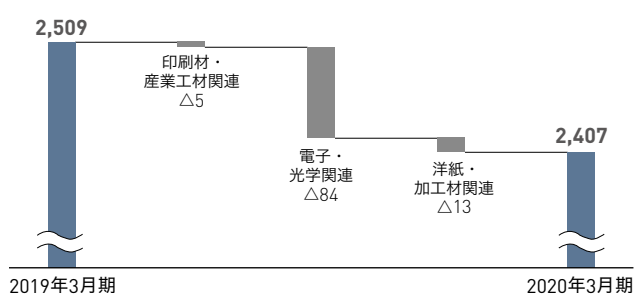 2,509
印刷材・
産業工材関連
△5
電子・
光学関連
△84
洋紙・
加工材関連
△13
2,407
2019年3月期
2020年3月期